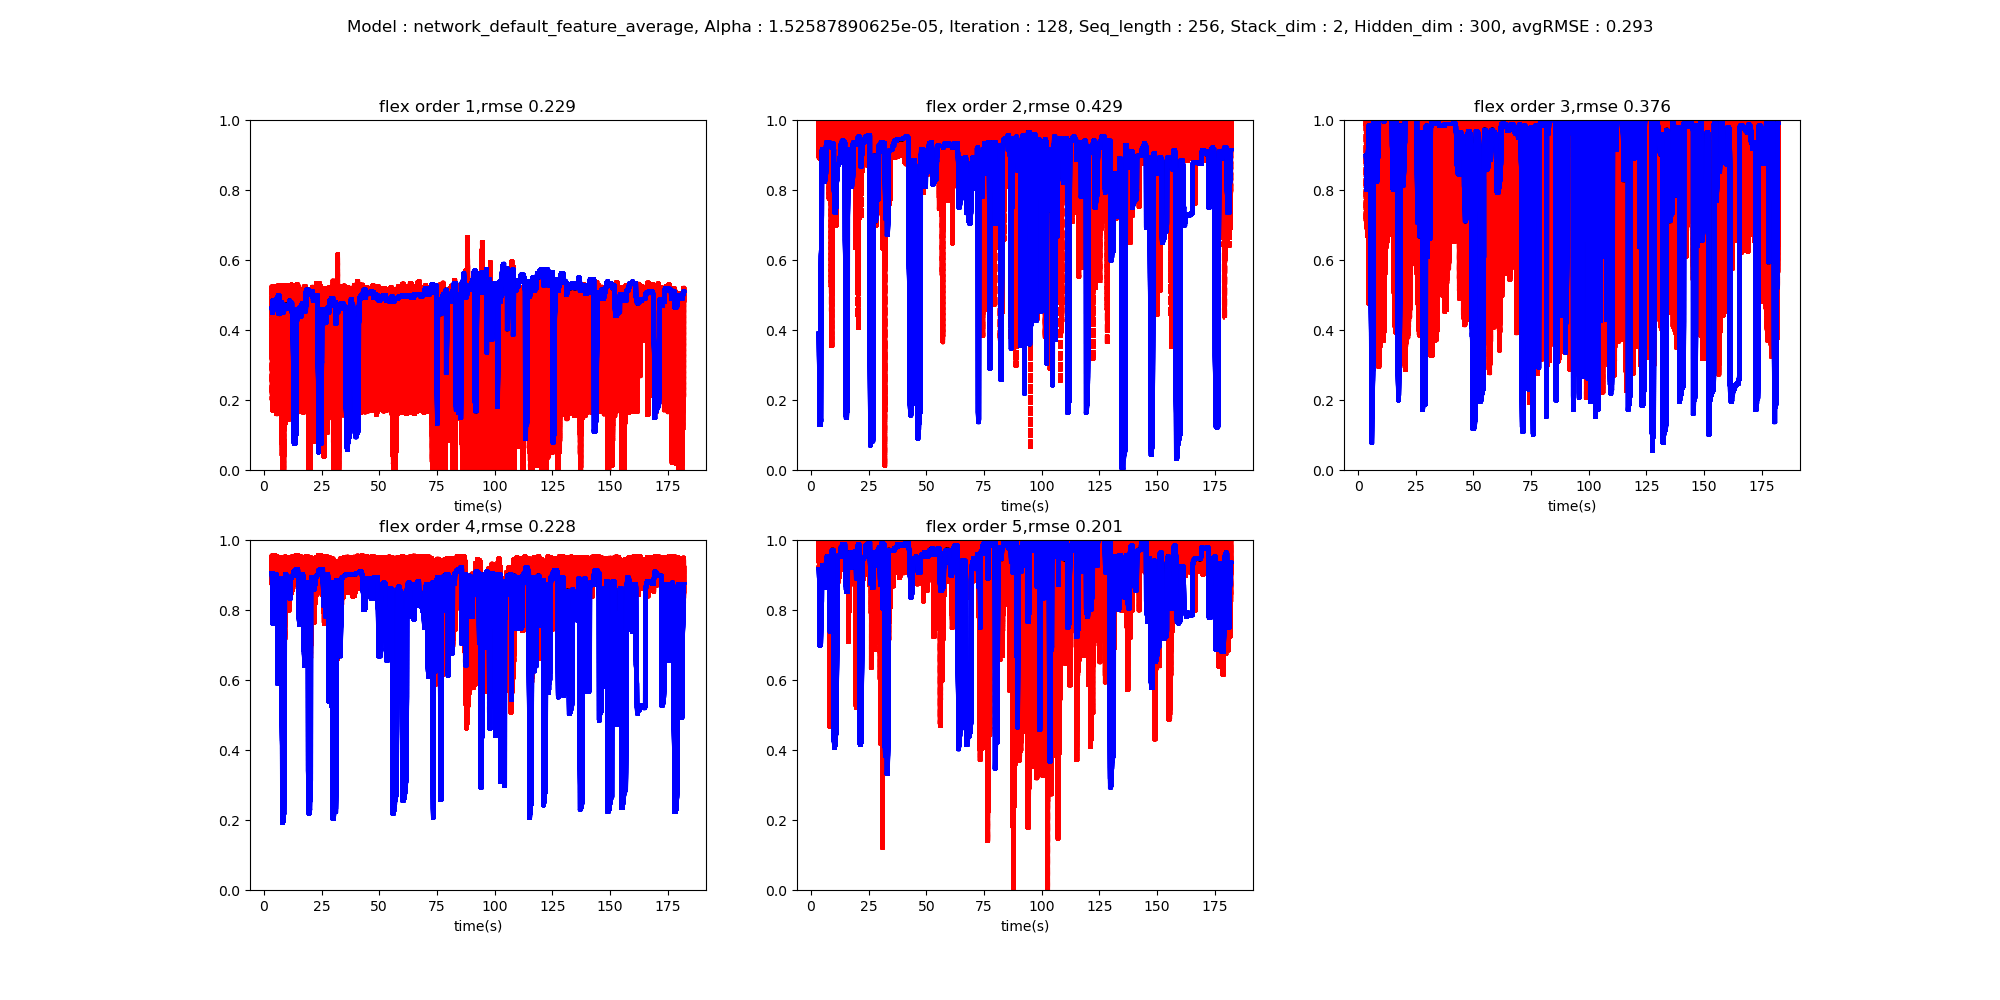 Model : network_default_feature_average, Alpha : 1.52587890625e-05, Iteration : 128, Seq_length : 256, Stack_dim : 2, Hidden_dim : 300, avgRMSE : 0.293
flex order 1,rmse 0.229
1.0
0.8
0.6
0.4
0.2
0.0
0 25 50 75 100 125 150 175
time(s)
flex order 2,rmse 0.429
1.0
0.8
0.6
0.4
0.2
0.0
0 25 50 75 100 125 150 175
time(s)
flex order 3,rmse 0.376
1.0
0.8
0.6
0.4
0.2
0.0
0 25 50 75 100 125 150 175
time(s)
flex order 4,rmse 0.228
1.0
0.8
0.6
0.4
0.2
0.0
0 25 50 75 100 125 150 175
time(s)
flex order 5,rmse 0.201
1.0
0.8
0.6
0.4
0.2
0.0
0 25 50 75 100 125 150 175
time(s)